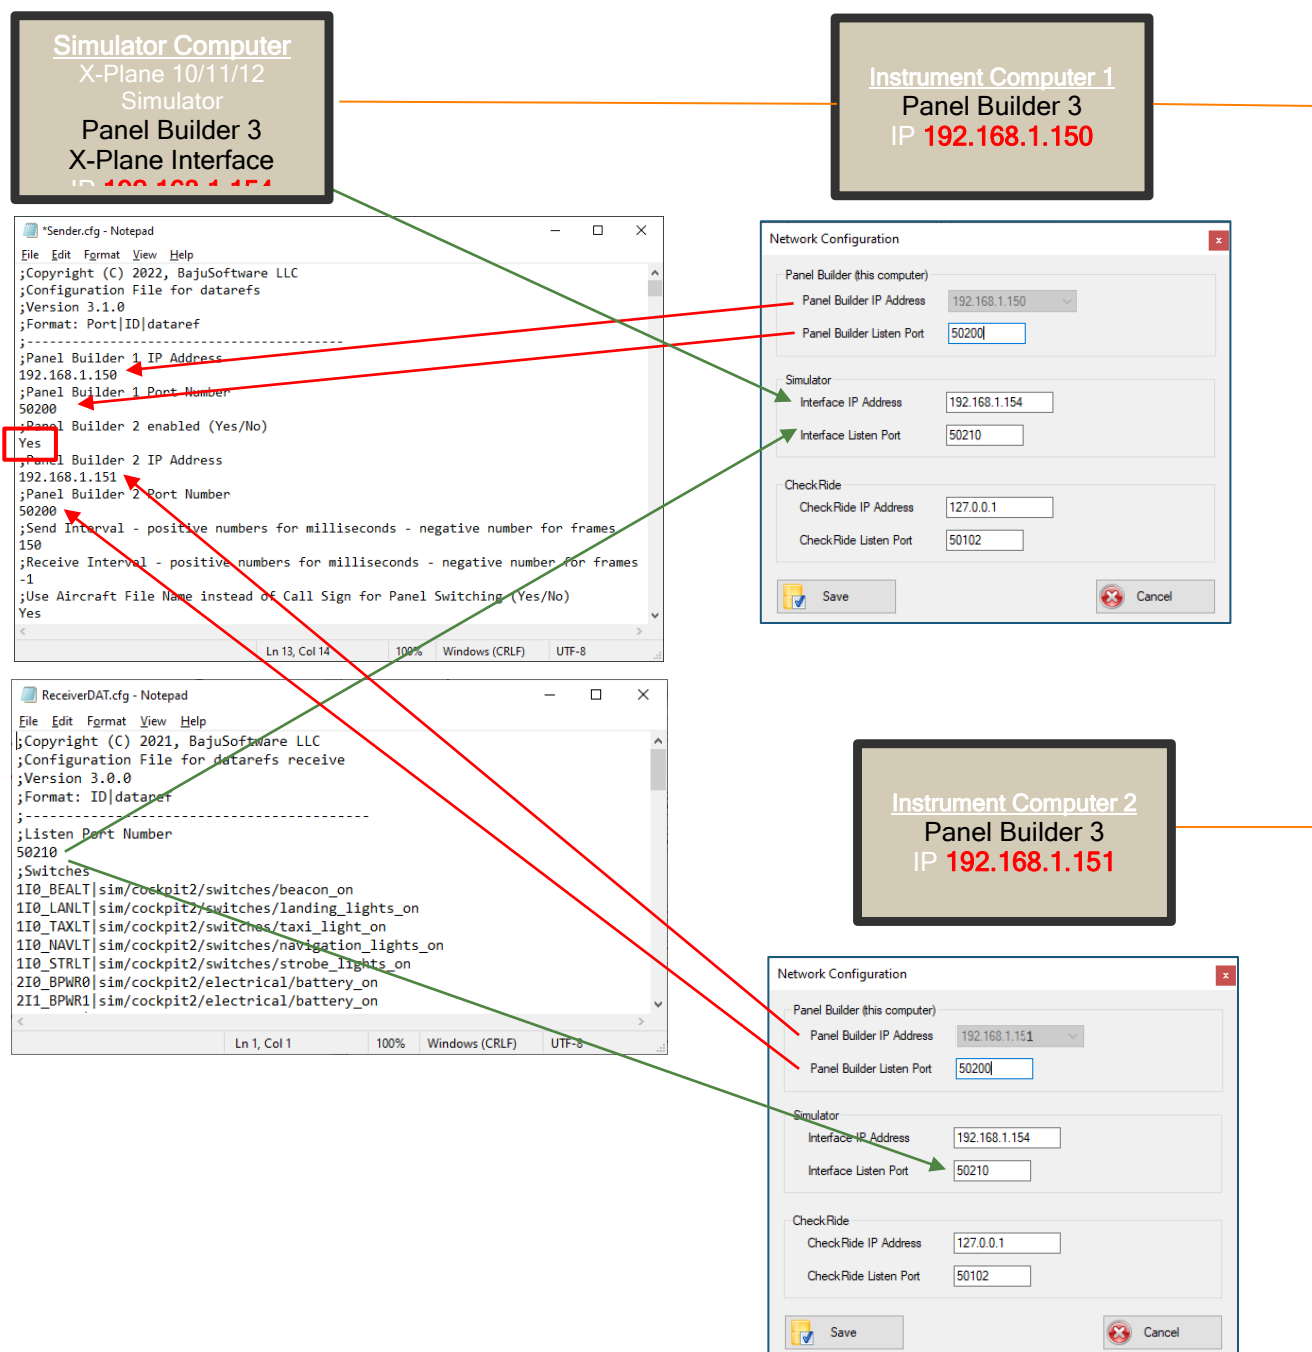 Simulator Computer
X-Plane 10/11/12
Simulator
Panel Builder 3
X-Plane Interface
IP 192.168.1.154
Instrument Computer 1
Panel Builder 3
IP 192.168.1.150
*Sender.cfg - Notepad
File Edit Format View Help
;Copyright (C) 2022, BajuSoftware LLC
;Configuration File for datarefs
;Version 3.1.0
;Format: Port|ID|dataref
;---------------------------------------
;Panel Builder 1 IP Address
192.168.1.150
;Panel Builder 1 Port Number
50200
;Panel Builder 2 enabled (Yes/No)
Yes
;Panel Builder 2 IP Address
192.168.1.151
;Panel Builder 2 Port Number
50200
;Send Interval - positive numbers for milliseconds - negative number for frames
150
;Receive Interval - positive numbers for milliseconds - negative number for frames
-1
;Use Aircraft File Name instead of Call Sign for Panel Switching (Yes/No)
Yes
Ln 13, Col 14 100% Windows (CRLF) UTF-8
Network Configuration
Panel Builder (this computer)
Panel Builder IP Address 192.168.1.150
Panel Builder Listen Port 50200
Simulator
Interface IP Address 192.168.1.154
Interface Listen Port 50210
CheckRide
CheckRide IP Address 127.0.0.1
CheckRide Listen Port 50102
Save Cancel
ReceiverDAT.cfg - Notepad
File Edit Format View Help
;Copyright (C) 2021, BajuSoftware LLC
;Configuration File for datarefs receive
;Version 3.0.0
;Format: ID|dataref
;------------------------------------------
;Listen Port Number
50210
;Switches
1I0_BEALT|sim/cockpit2/switches/beacon_on
1I0_LANLT|sim/cockpit2/switches/landing_lights_on
1I0_TAXLT|sim/cockpit2/switches/taxi_light_on
1I0_NAVLT|sim/cockpit2/switches/navigation_lights_on
1I0_STRLT|sim/cockpit2/switches/strobe_lights_on
2I0_BPWR0|sim/cockpit2/electrical/battery_on
2I1_BPWR1|sim/cockpit2/electrical/battery_on
Ln 1, Col 1 100% Windows (CRLF) UTF-8
Instrument Computer 2
Panel Builder 3
IP 192.168.1.151
Network Configuration
Panel Builder (this computer)
Panel Builder IP Address 192.168.1.151
Panel Builder Listen Port 50200
Simulator
Interface IP Address 192.168.1.154
Interface Listen Port 50210
CheckRide
CheckRide IP Address 127.0.0.1
CheckRide Listen Port 50102
Save Cancel